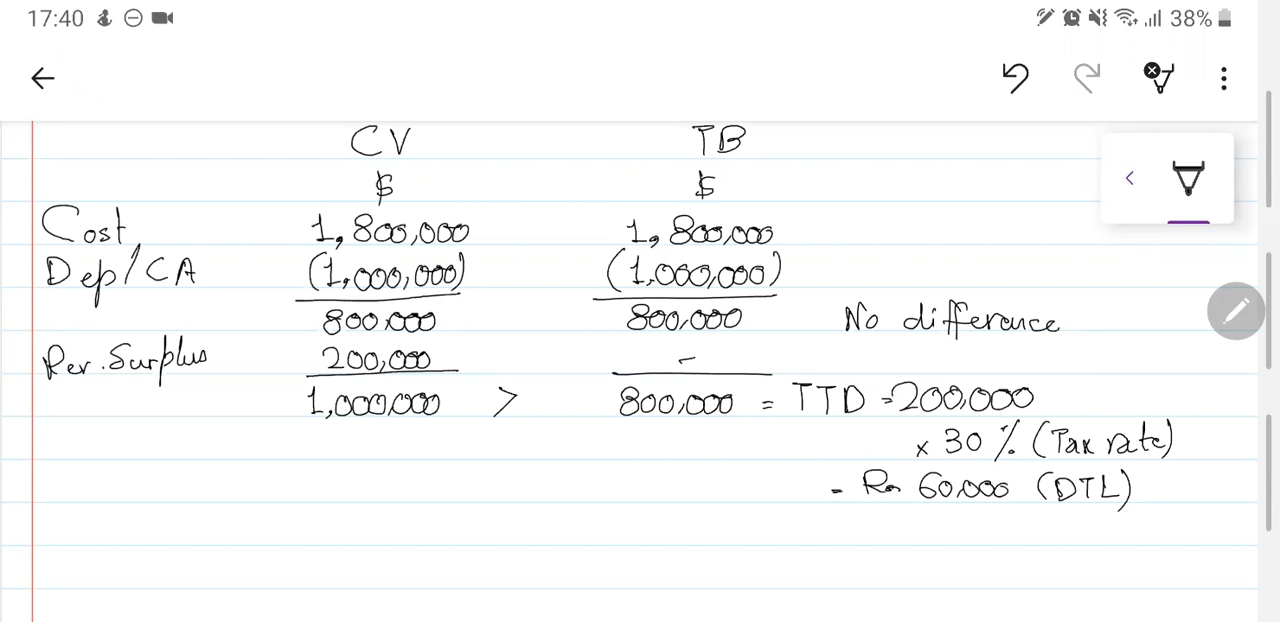 17:40 38%
CV TB
$ $
Cost 1,800,000 1,800,000
Dep/CA (1,000,000) (1,000,000)
800,000 800,000 No differance
Rev. Surplus 200,000 -
1,000,000 > 800,000 = TTD =200,000
x 30% (Tax rate)
= Rs 60,000 (DTL)